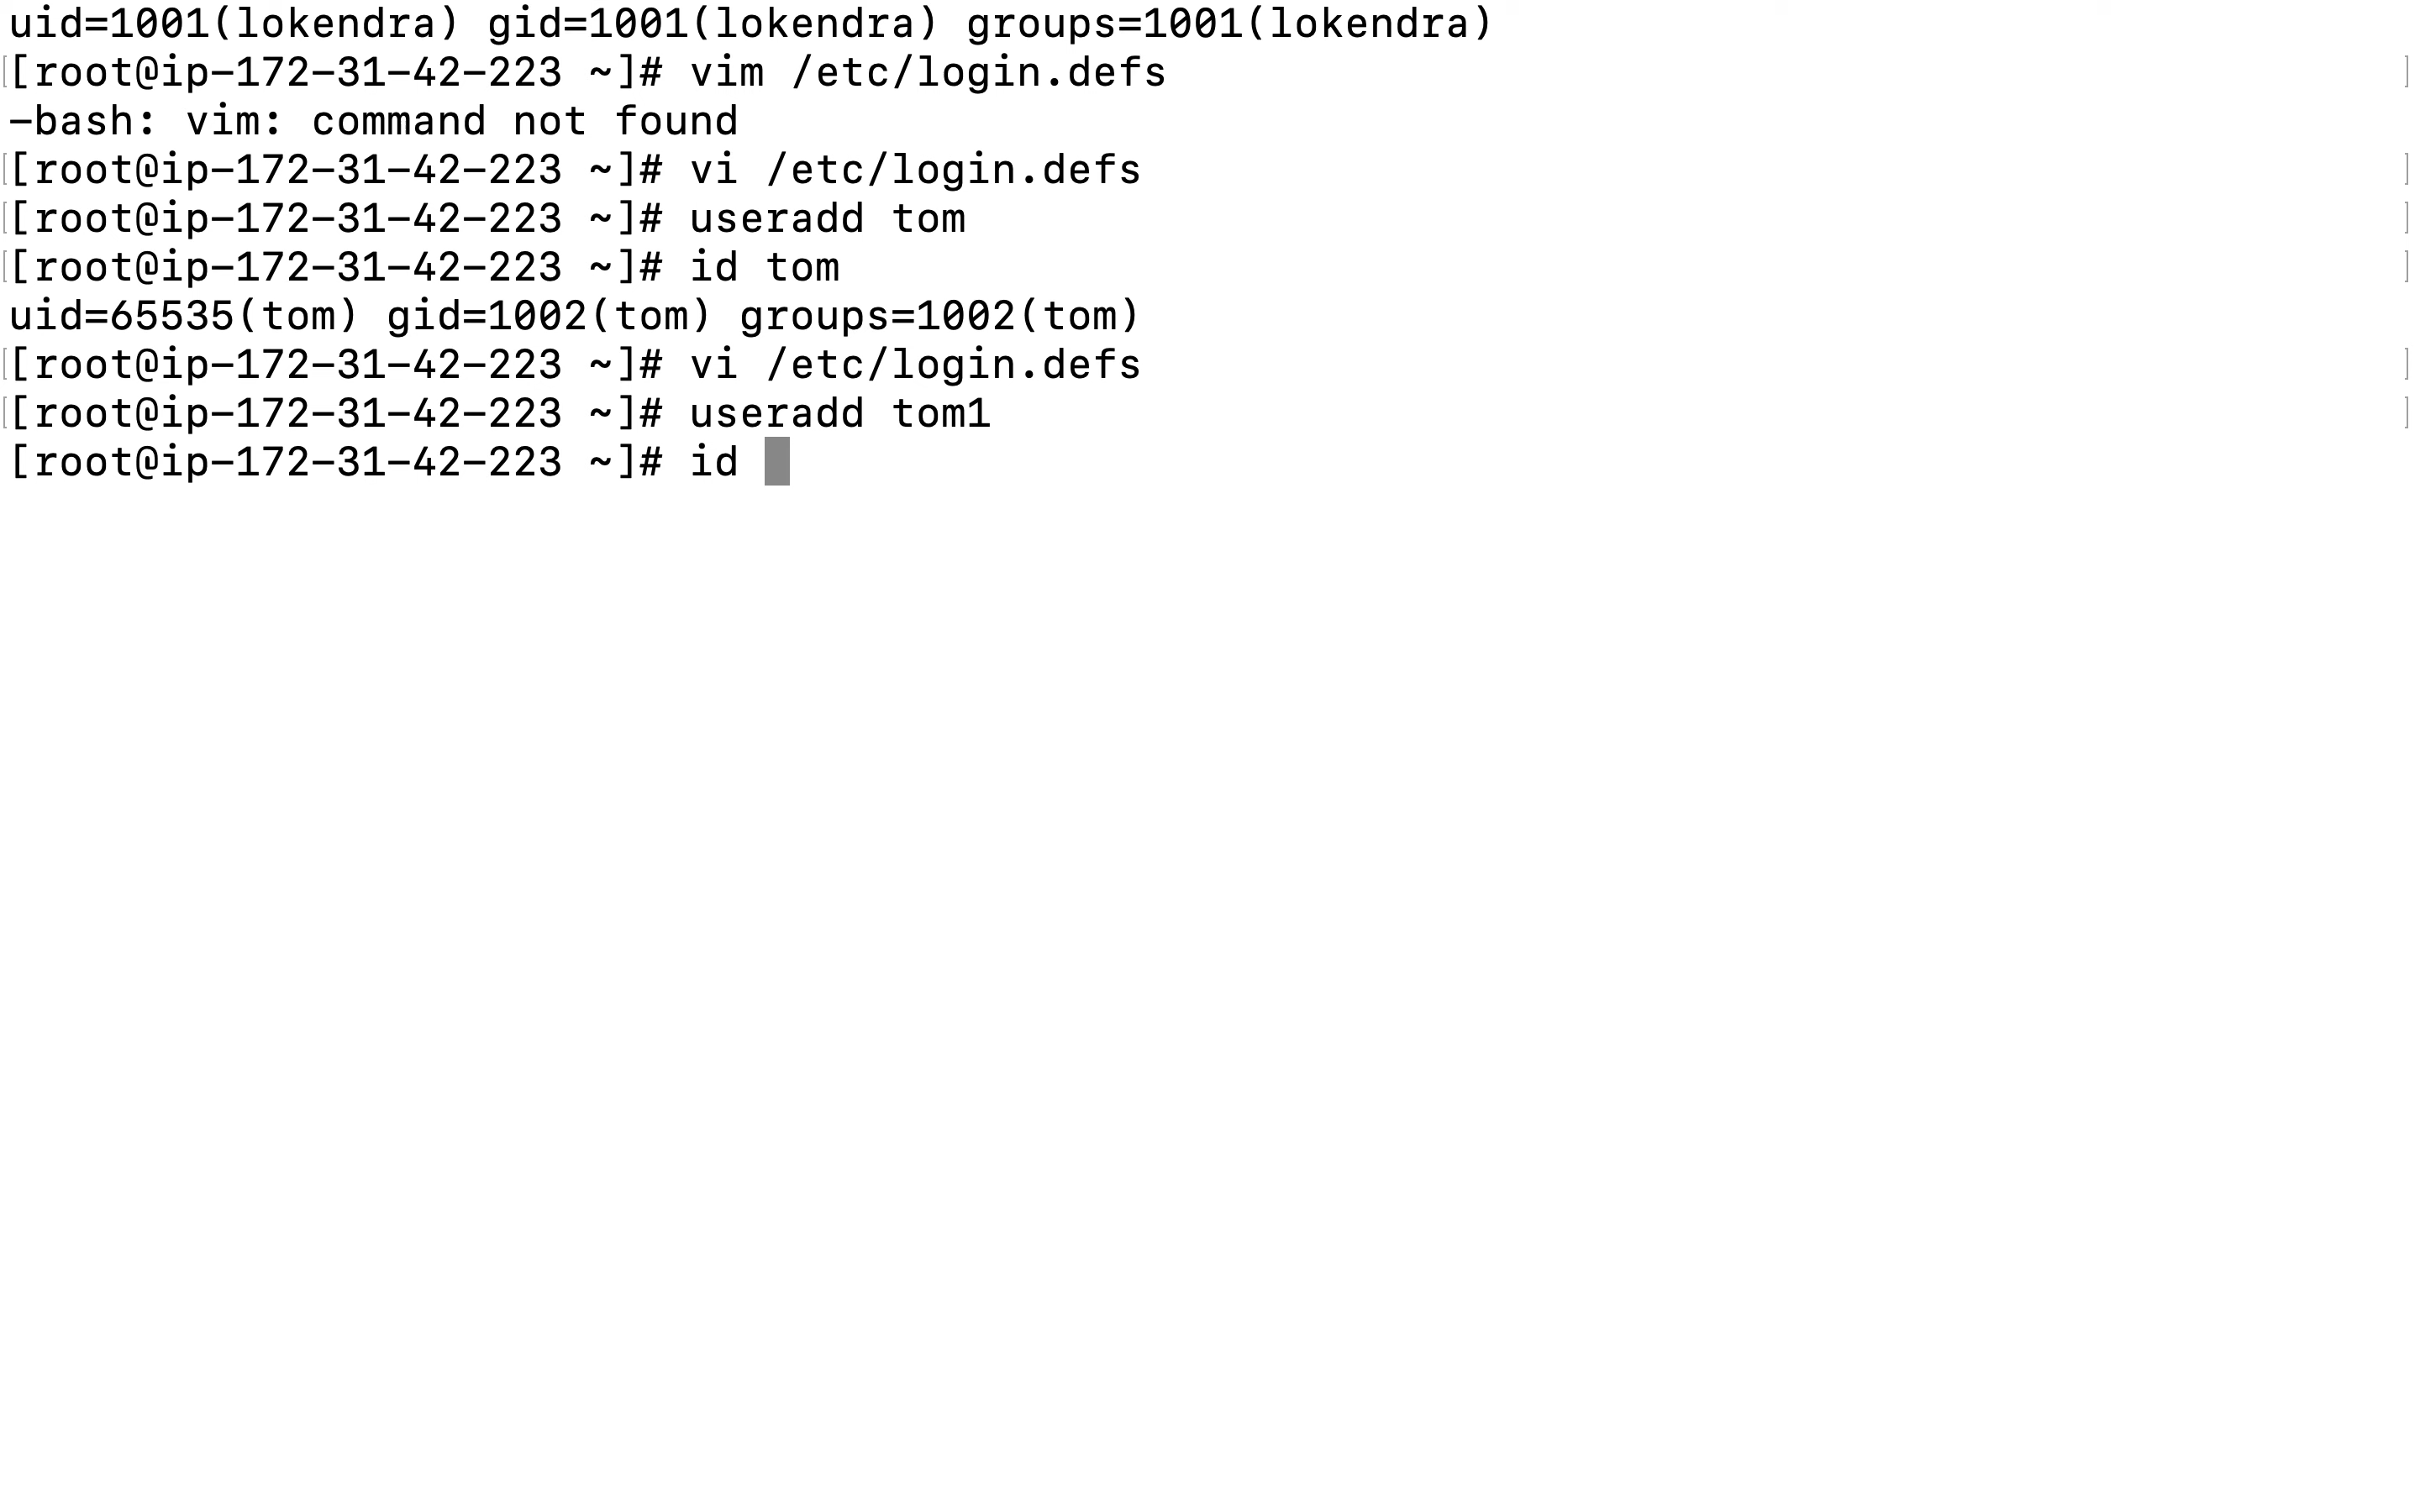 uid=1001(lokendra) gid=1001(lokendra) groups=1001(lokendra)
[root@ip-172-31-42-223 ~]# vim /etc/login.defs
-bash: vim: command not found
[root@ip-172-31-42-223 ~]# vi /etc/login.defs
[root@ip-172-31-42-223 ~]# useradd tom
[root@ip-172-31-42-223 ~]# id tom
uid=65535(tom) gid=1002(tom) groups=1002(tom)
[root@ip-172-31-42-223 ~]# vi /etc/login.defs
[root@ip-172-31-42-223 ~]# useradd tom1
[root@ip-172-31-42-223 ~]# id